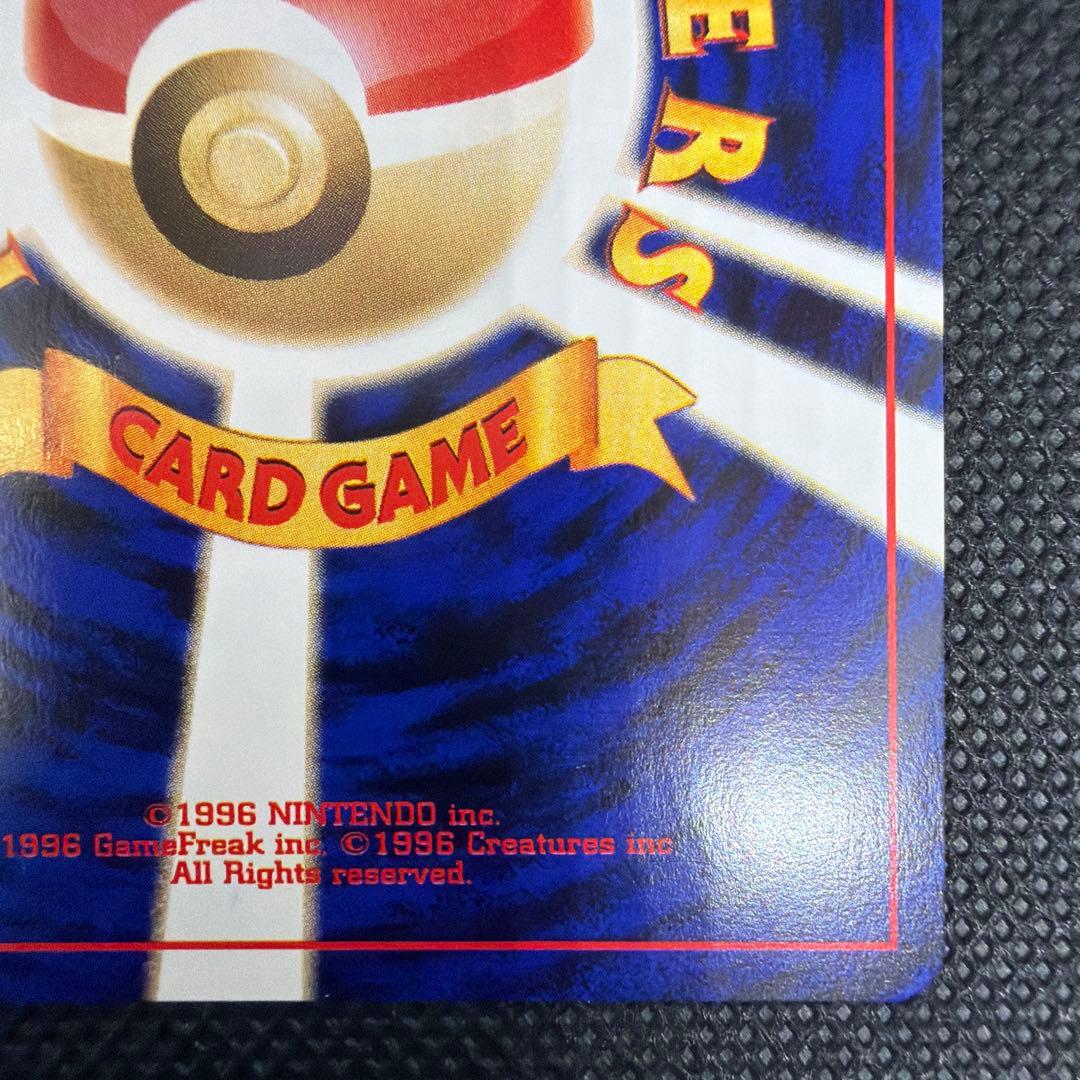 ERS
CARD GAME
©1996 NINTENDO inc.
1996 GameFreak inc. ©1996 Creatures inc
All Rights reserved.